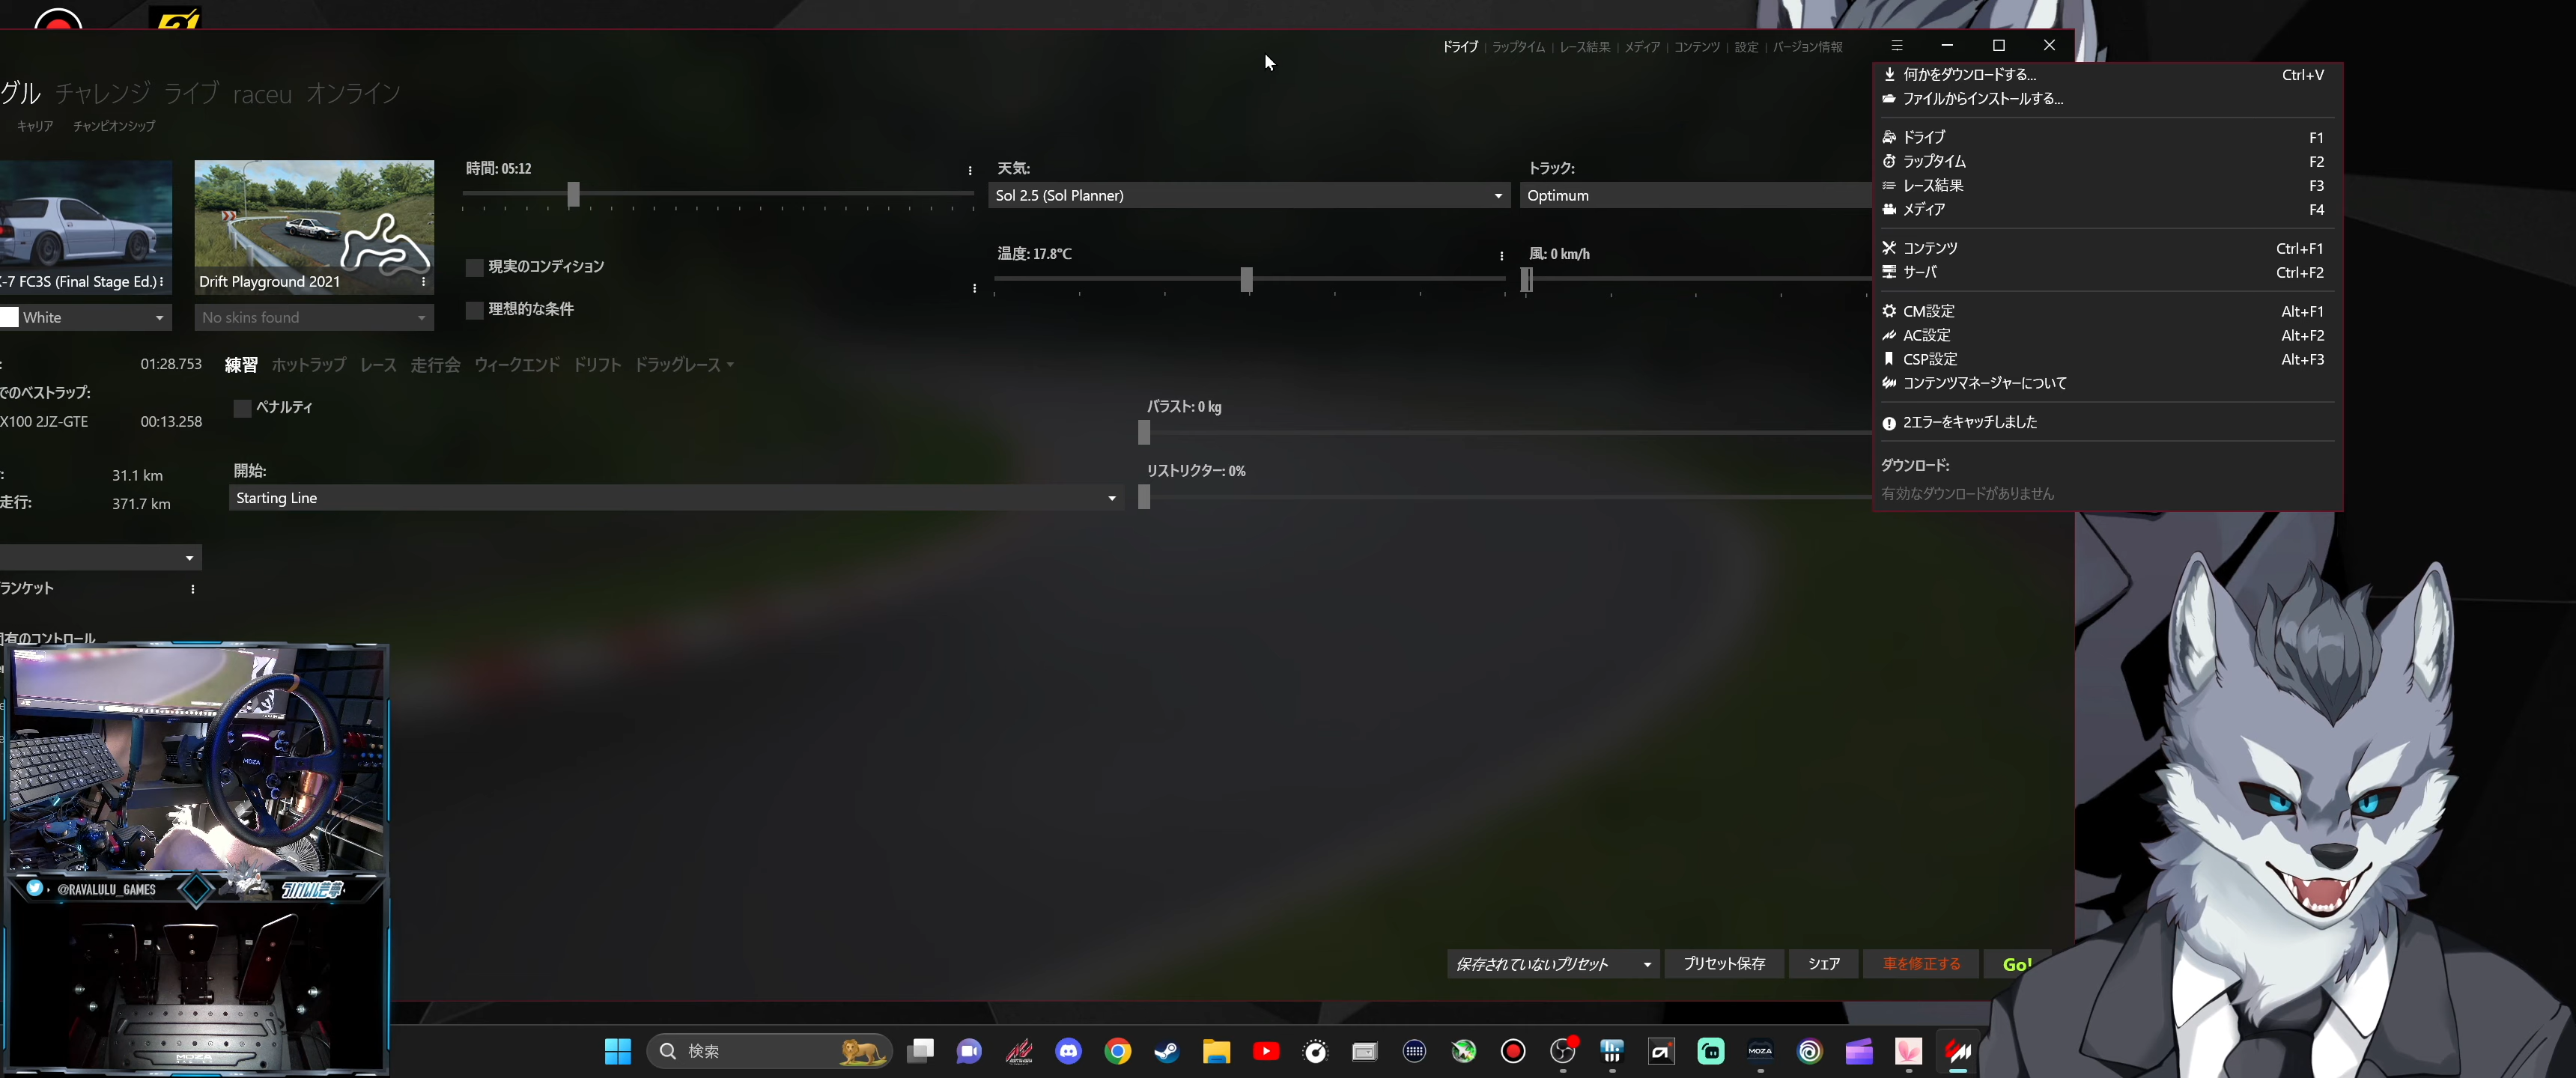 ドライブ | ラップタイム | レース結果 | メディア | コンテンツ | 設定 | バージョン情報
グル チャレンジ ライブ raceu オンライン
キャリア チャンピオンシップ
何かをダウンロードする... Ctrl+V
ファイルからインストールする...
ドライブ F1
ラップタイム F2
レース結果 F3
メディア F4
コンテンツ Ctrl+F1
サーバ Ctrl+F2
CM設定 Alt+F1
AC設定 Alt+F2
CSP設定 Alt+F3
コンテンツマネージャーについて
2エラーをキャッチしました
ダウンロード:
有効なダウンロードがありません
-7 FC3S (Final Stage Ed.)
White
Drift Playground 2021
No skins found
時間: 05:12
現実のコンディション
理想的な条件
天気:
Sol 2.5 (Sol Planner)
トラック:
Optimum
温度: 17.8°C
風: 0 km/h
01:28.753
でのベストラップ:
X100 2JZ-GTE 00:13.258
31.1 km
走行: 371.7 km
練習 ホットラップ レース 走行会 ウィークエンド ドリフト ドラッグレース
ペナルティ
バラスト: 0 kg
開始:
Starting Line
リストリクター: 0%
ランケット
固有のコントロール
MOZA
@RAVALULU_GAMES
MOZA
保存されていないプリセット
プリセット保存
シェア
車を修正する
Go!
検索
MOZA